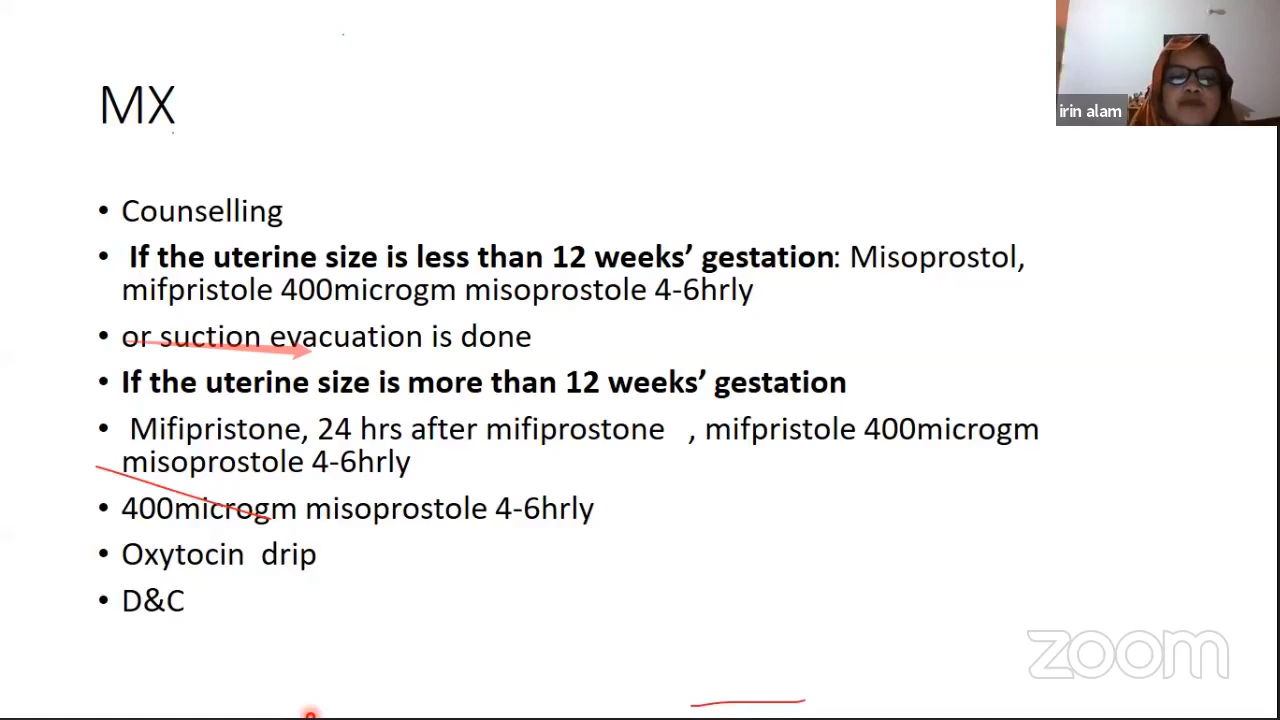 MX
irin alam
• Counselling
• If the uterine size is less than 12 weeks’ gestation: Misoprostol,
mifpristole 400microgm misoprostole 4-6hrly
• or suction evacuation is done
• If the uterine size is more than 12 weeks’ gestation
• Mifipristone, 24 hrs after mifiprostone , mifpristole 400microgm
misoprostole 4-6hrly
• 400microgm misoprostole 4-6hrly
• Oxytocin drip
• D&C
zoom